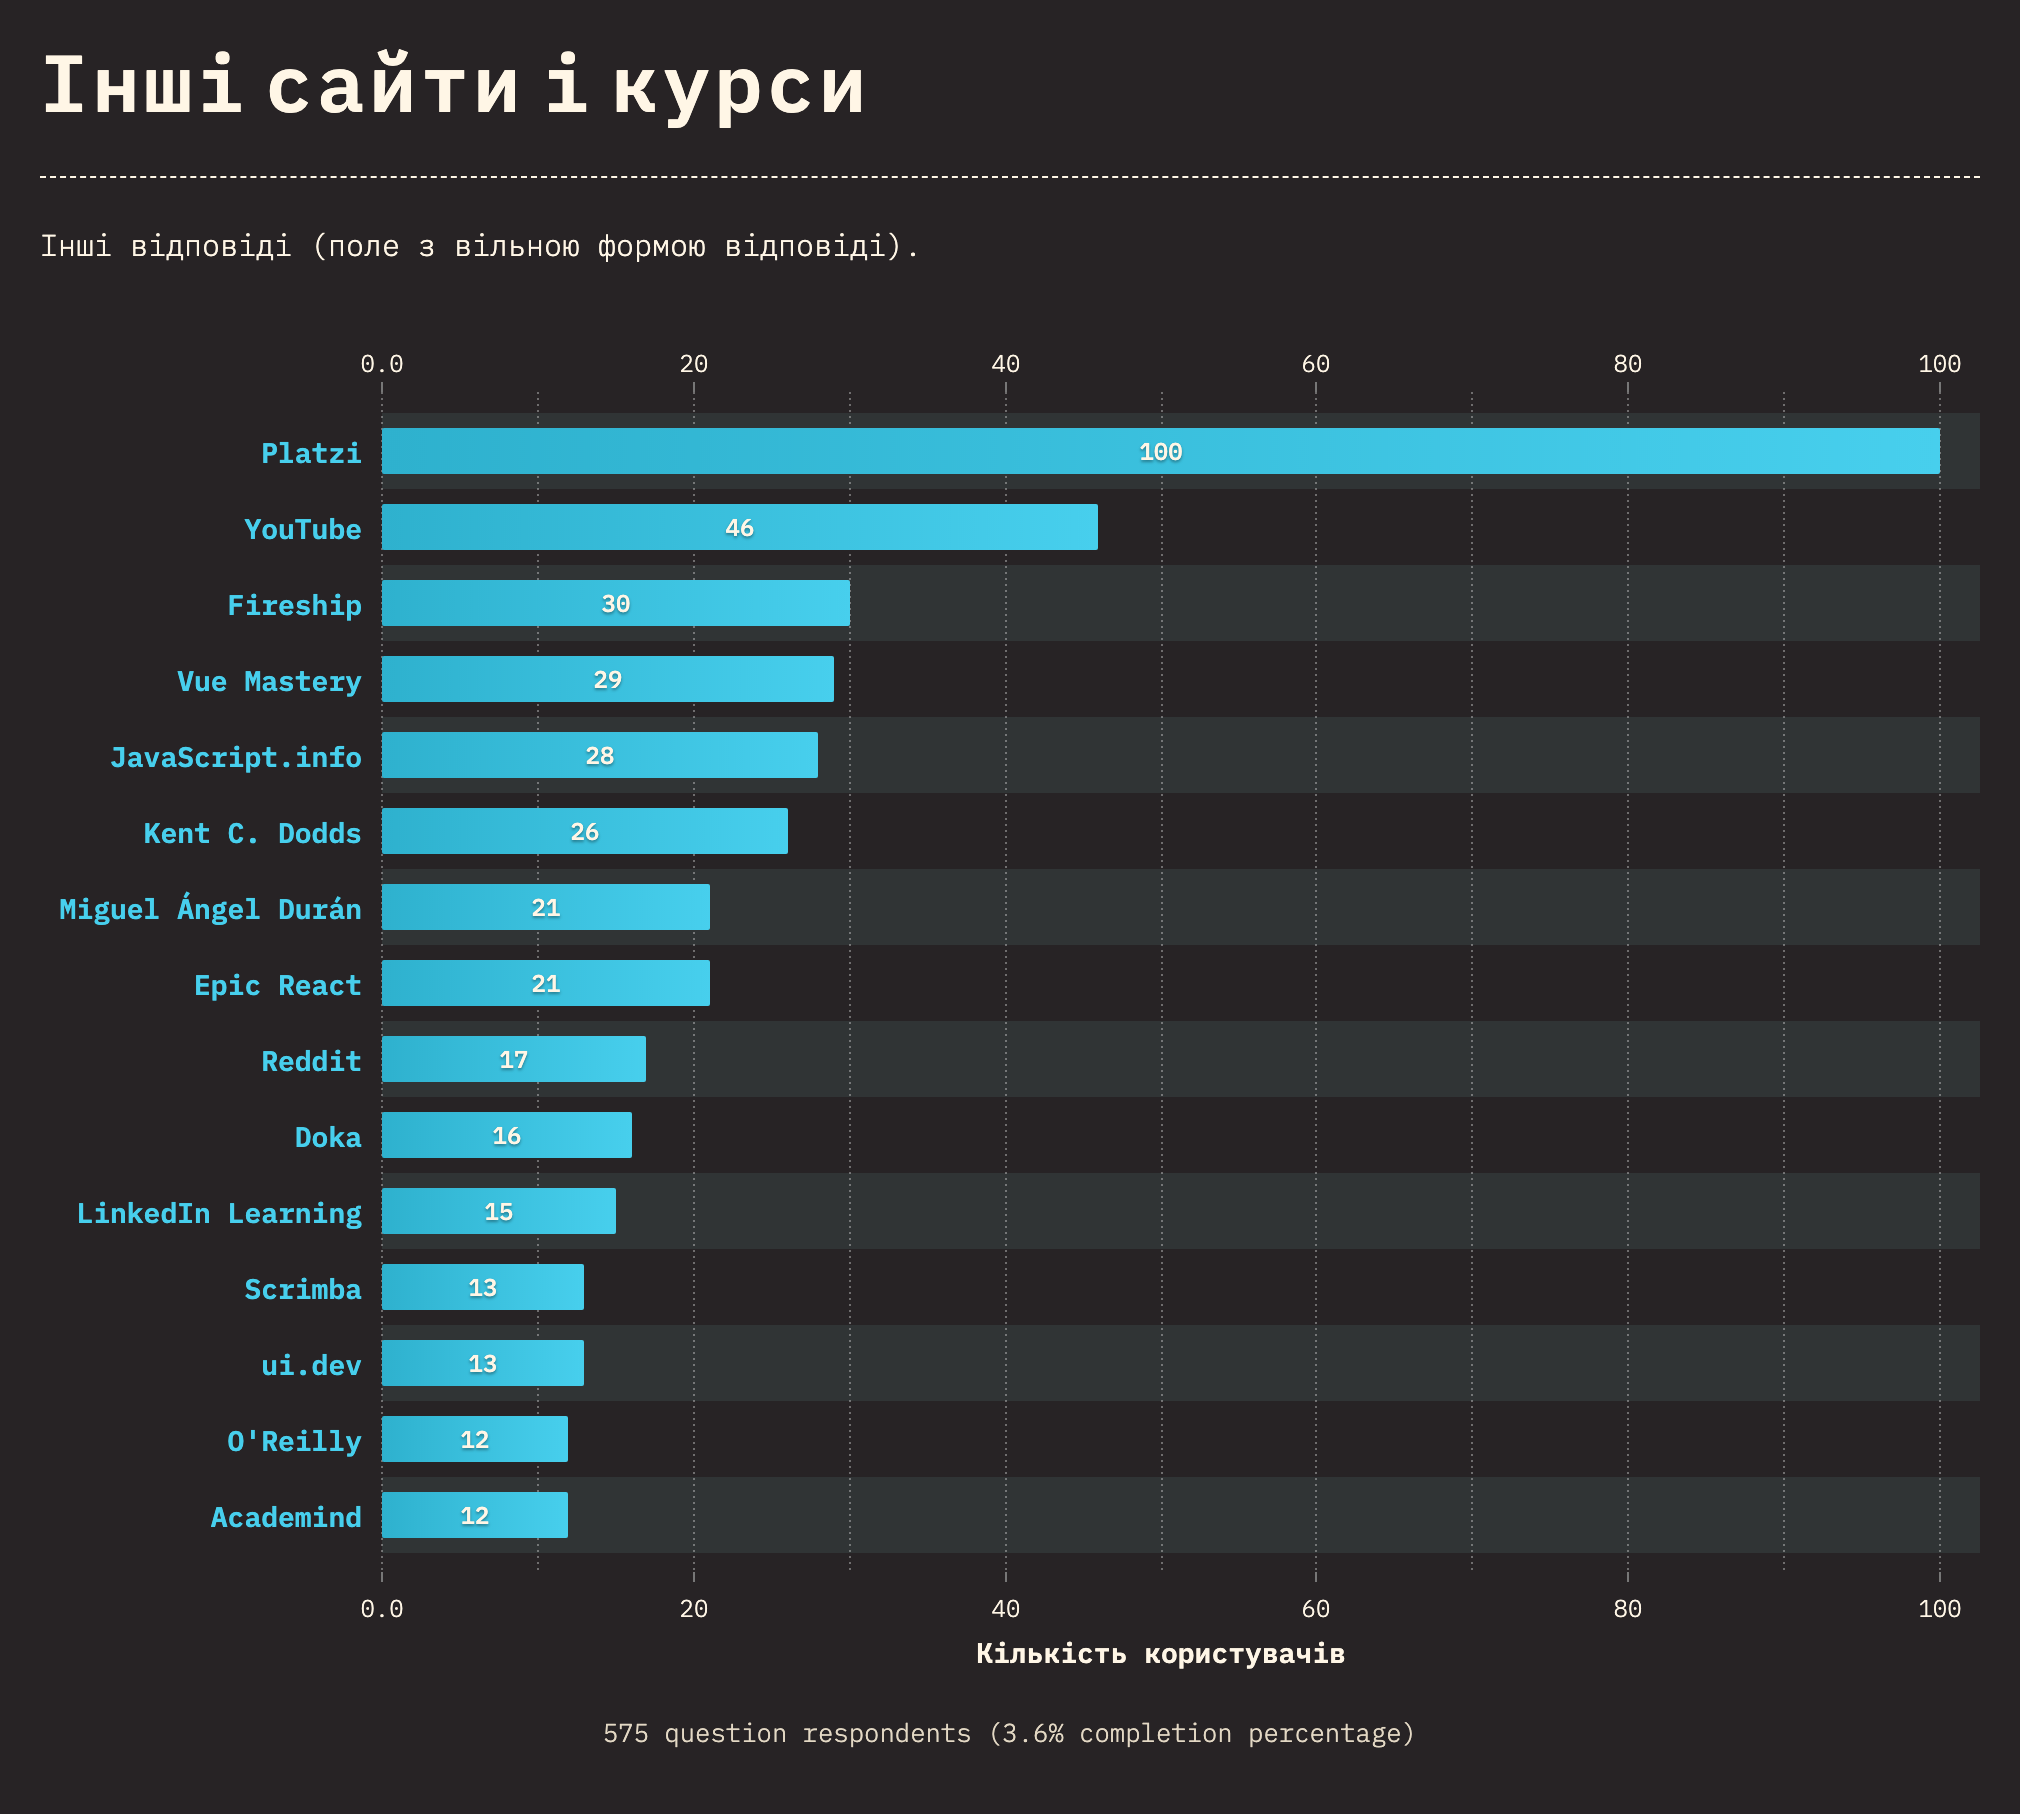 Інші сайти і курси
Інші відповіді (поле з вільною формою відповіді).
0.0 20 40 60 80 100
Platzi 100
YouTube 46
Fireship 30
Vue Mastery 29
JavaScript.info 28
Kent C. Dodds 26
Miguel Ángel Durán 21
Epic React 21
Reddit 17
Doka 16
LinkedIn Learning 15
Scrimba 13
ui.dev 13
O'Reilly 12
Academind 12
0.0 20 40 60 80 100
Кількість користувачів
575 question respondents (3.6% completion percentage)